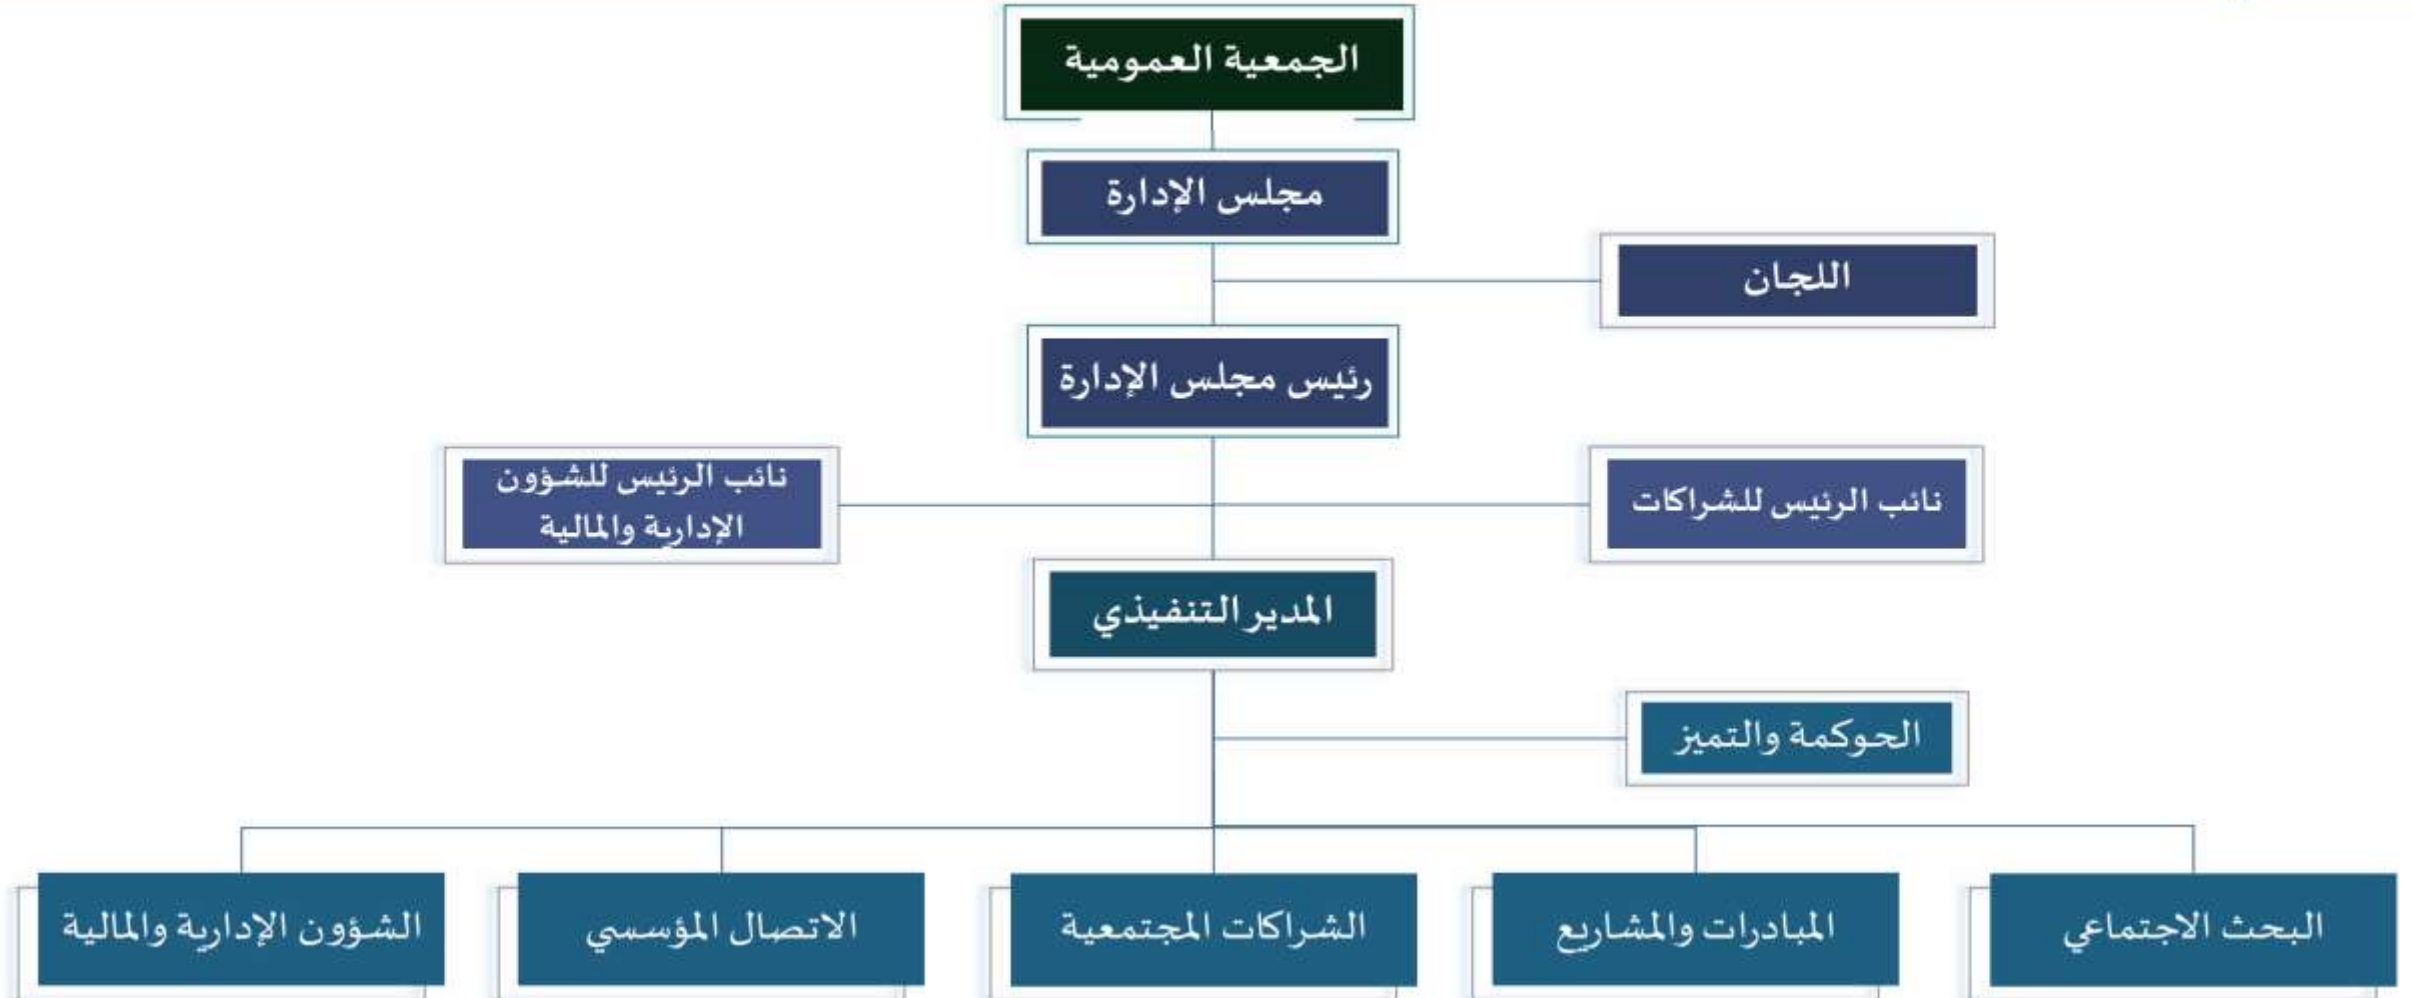 الجمعية العمومية
مجلس الإدارة
اللجان
رئيس مجلس الإدارة
نائب الرئيس للشراكات
نائب الرئيس للشؤون
الإدارية والمالية
المدير التنفيذي
الحوكمة والتميز
البحث الاجتماعي
المبادرات والمشاريع
الشراكات المجتمعية
الاتصال المؤسسي
الشؤون الإدارية والمالية